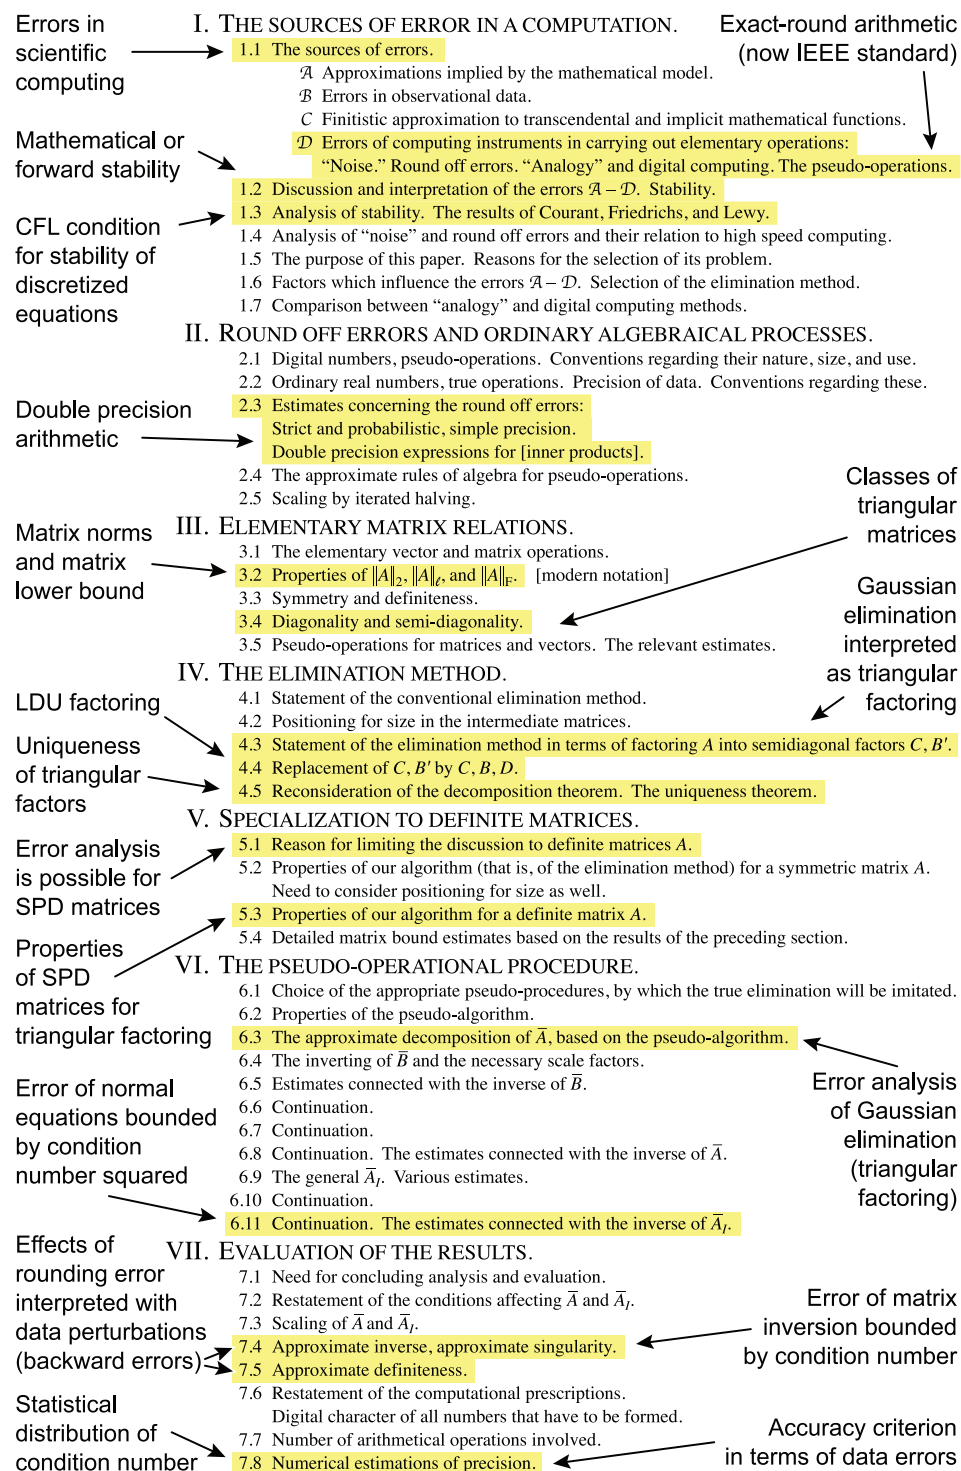 Errors in
scientific
computing
Exact-round arithmetic
(now IEEE standard)
I. THE SOURCES OF ERROR IN A COMPUTATION.
1.1 The sources of errors.
𝒜 Approximations implied by the mathematical model.
ℬ Errors in observational data.
𝒞 Finitistic approximation to transcendental and implicit mathematical functions.
𝒟 Errors of computing instruments in carrying out elementary operations:
“Noise.” Round off errors. “Analogy” and digital computing. The pseudo-operations.
Mathematical or
forward stability
1.2 Discussion and interpretation of the errors 𝒜 – 𝒟. Stability.
1.3 Analysis of stability. The results of Courant, Friedrichs, and Lewy.
CFL condition
for stability of
discretized
equations
1.4 Analysis of “noise” and round off errors and their relation to high speed computing.
1.5 The purpose of this paper. Reasons for the selection of its problem.
1.6 Factors which influence the errors 𝒜 – 𝒟. Selection of the elimination method.
1.7 Comparison between “analogy” and digital computing methods.
II. ROUND OFF ERRORS AND ORDINARY ALGEBRAICAL PROCESSES.
2.1 Digital numbers, pseudo-operations. Conventions regarding their nature, size, and use.
2.2 Ordinary real numbers, true operations. Precision of data. Conventions regarding these.
Double precision
arithmetic
2.3 Estimates concerning the round off errors:
Strict and probabilistic, simple precision.
Double precision expressions for [inner products].
2.4 The approximate rules of algebra for pseudo-operations.
2.5 Scaling by iterated halving.
Classes of
triangular
matrices
III. ELEMENTARY MATRIX RELATIONS.
Matrix norms
and matrix
lower bound
3.1 The elementary vector and matrix operations.
3.2 Properties of ‖A‖₂, ‖A‖ℓ, and ‖A‖F. [modern notation]
3.3 Symmetry and definiteness.
3.4 Diagonality and semi-diagonality.
3.5 Pseudo-operations for matrices and vectors. The relevant estimates.
Gaussian
elimination
interpreted
as triangular
factoring
IV. THE ELIMINATION METHOD.
4.1 Statement of the conventional elimination method.
4.2 Positioning for size in the intermediate matrices.
LDU factoring
4.3 Statement of the elimination method in terms of factoring A into semidiagonal factors C, B′.
4.4 Replacement of C, B′ by C, B, D.
4.5 Reconsideration of the decomposition theorem. The uniqueness theorem.
Uniqueness
of triangular
factors
V. SPECIALIZATION TO DEFINITE MATRICES.
Error analysis
is possible for
SPD matrices
5.1 Reason for limiting the discussion to definite matrices A.
5.2 Properties of our algorithm (that is, of the elimination method) for a symmetric matrix A.
Need to consider positioning for size as well.
5.3 Properties of our algorithm for a definite matrix A.
5.4 Detailed matrix bound estimates based on the results of the preceding section.
Properties
of SPD
matrices for
triangular factoring
VI. THE PSEUDO-OPERATIONAL PROCEDURE.
6.1 Choice of the appropriate pseudo-procedures, by which the true elimination will be imitated.
6.2 Properties of the pseudo-algorithm.
6.3 The approximate decomposition of A̅, based on the pseudo-algorithm.
6.4 The inverting of B̅ and the necessary scale factors.
6.5 Estimates connected with the inverse of B̅.
6.6 Continuation.
6.7 Continuation.
6.8 Continuation. The estimates connected with the inverse of A̅.
6.9 The general A̅I. Various estimates.
6.10 Continuation.
6.11 Continuation. The estimates connected with the inverse of A̅I.
Error of normal
equations bounded
by condition
number squared
Error analysis
of Gaussian
elimination
(triangular
factoring)
VII. EVALUATION OF THE RESULTS.
Effects of
rounding error
interpreted with
data perturbations
(backward errors)
7.1 Need for concluding analysis and evaluation.
7.2 Restatement of the conditions affecting A̅ and A̅I.
7.3 Scaling of A̅ and A̅I.
7.4 Approximate inverse, approximate singularity.
7.5 Approximate definiteness.
7.6 Restatement of the computational prescriptions.
Digital character of all numbers that have to be formed.
7.7 Number of arithmetical operations involved.
7.8 Numerical estimations of precision.
Error of matrix
inversion bounded
by condition number
Statistical
distribution of
condition number
Accuracy criterion
in terms of data errors